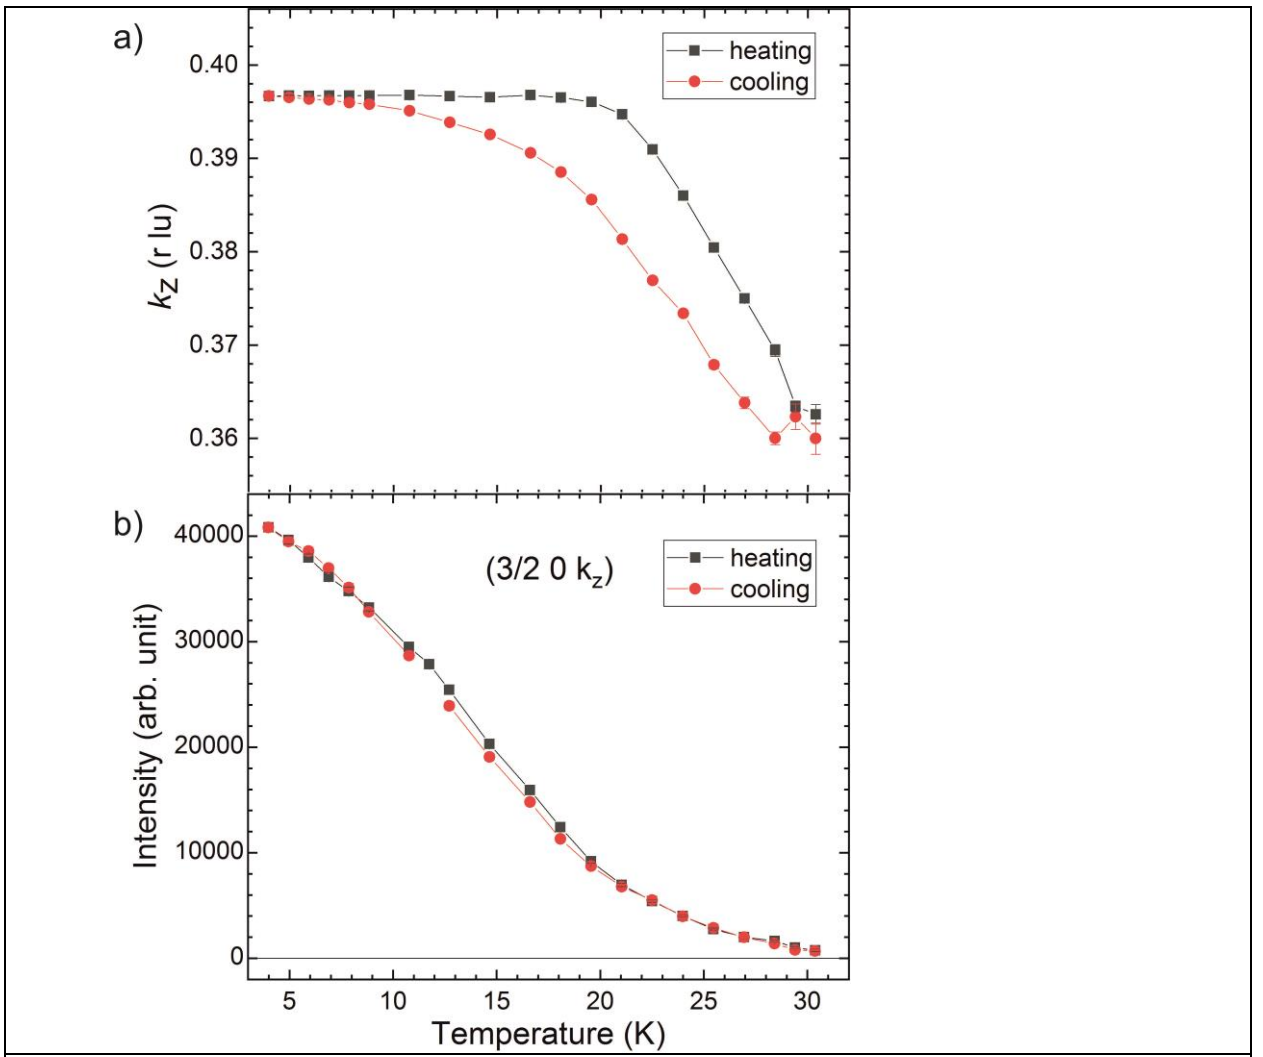 a)
heating
cooling
0.40
0.39
0.38
0.37
0.36
kz (r lu)
b)
(3/2 0 kz)
heating
cooling
40000
30000
20000
10000
0
Intensity (arb. unit)
5 10 15 20 25 30
Temperature (K)